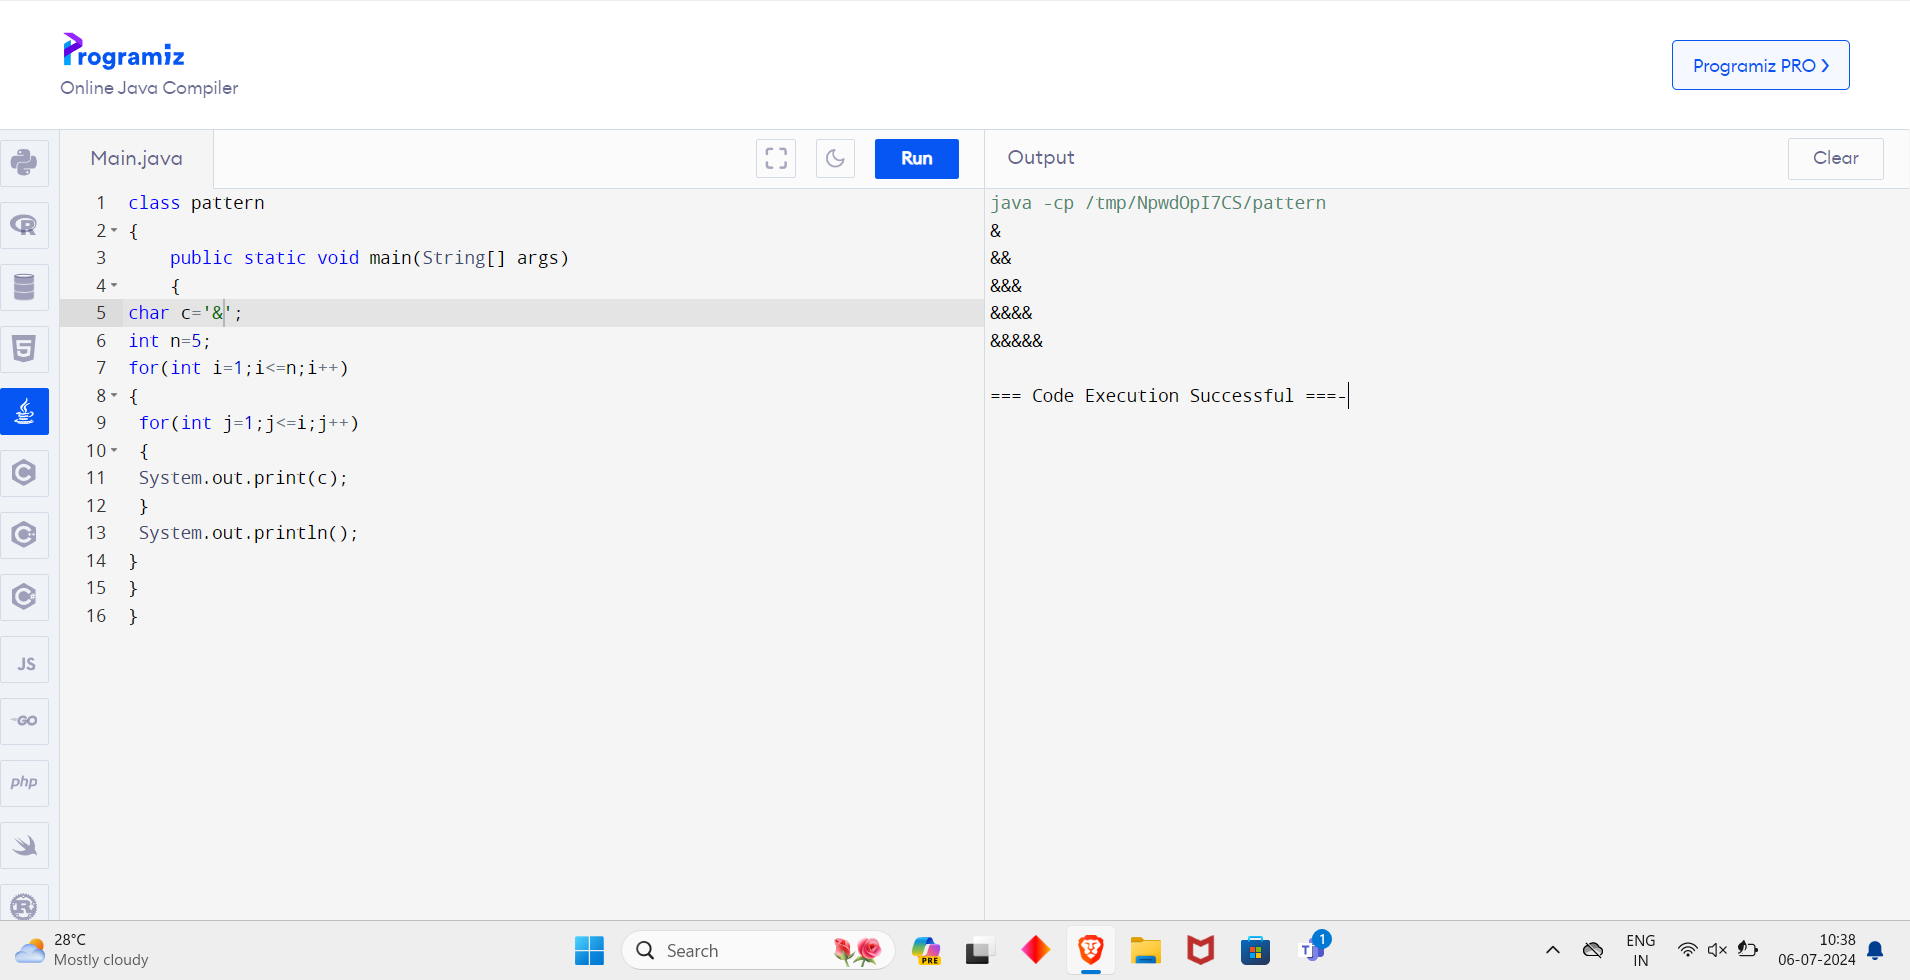 Programiz
Online Java Compiler
Programiz PRO ›
Main.java
Run
Output
Clear
1 class pattern
2 {
3     public static void main(String[] args)
4     {
5 char c='&';
6 int n=5;
7 for(int i=1;i<=n;i++)
8 {
9  for(int j=1;j<=i;j++)
10  {
11  System.out.print(c);
12  }
13  System.out.println();
14 }
15 }
16 }
java -cp /tmp/NpwdOpI7CS/pattern
&
&&
&&&
&&&&
&&&&&
=== Code Execution Successful ===-
R
5
C
C
C
JS
GO
php
R
28°C
Mostly cloudy
Search
PRE
T
1
ENG
IN
10:38
06-07-2024